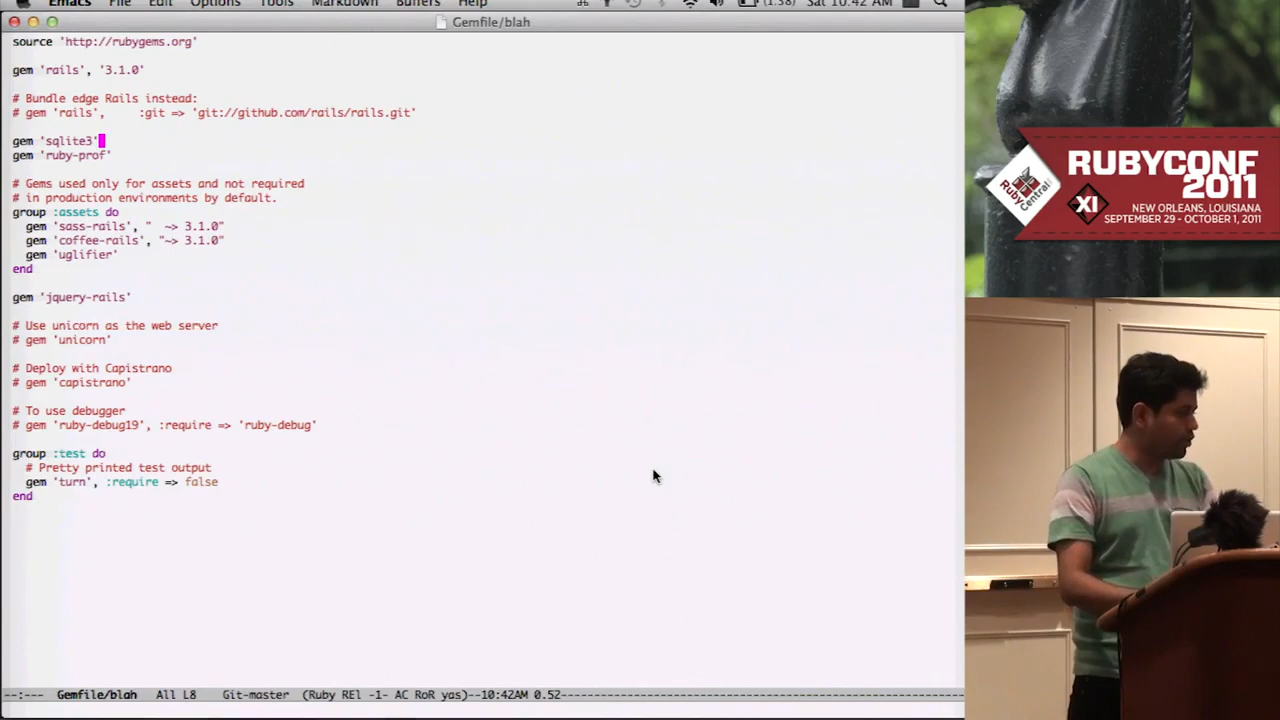 Emacs File Edit Options Tools Markdown Buffers Help (1:38) Sat 10:42 AM
Gemfile/blah
source 'http://rubygems.org'
gem 'rails', '3.1.0'
# Bundle edge Rails instead:
# gem 'rails',     :git => 'git://github.com/rails/rails.git'
gem 'sqlite3'
gem 'ruby-prof'
# Gems used only for assets and not required
# in production environments by default.
group :assets do
  gem 'sass-rails', "  ~> 3.1.0"
  gem 'coffee-rails', "~> 3.1.0"
  gem 'uglifier'
end
gem 'jquery-rails'
# Use unicorn as the web server
# gem 'unicorn'
# Deploy with Capistrano
# gem 'capistrano'
# To use debugger
# gem 'ruby-debug19', :require => 'ruby-debug'
group :test do
  # Pretty printed test output
  gem 'turn', :require => false
end
--:--- Gemfile/blah All L8 Git-master (Ruby REl -1- AC RoR yas)--10:42AM 0.52
RubyCentral
XI
RUBYCONF
2011
NEW ORLEANS, LOUISIANA
SEPTEMBER 29 - OCTOBER 1, 2011